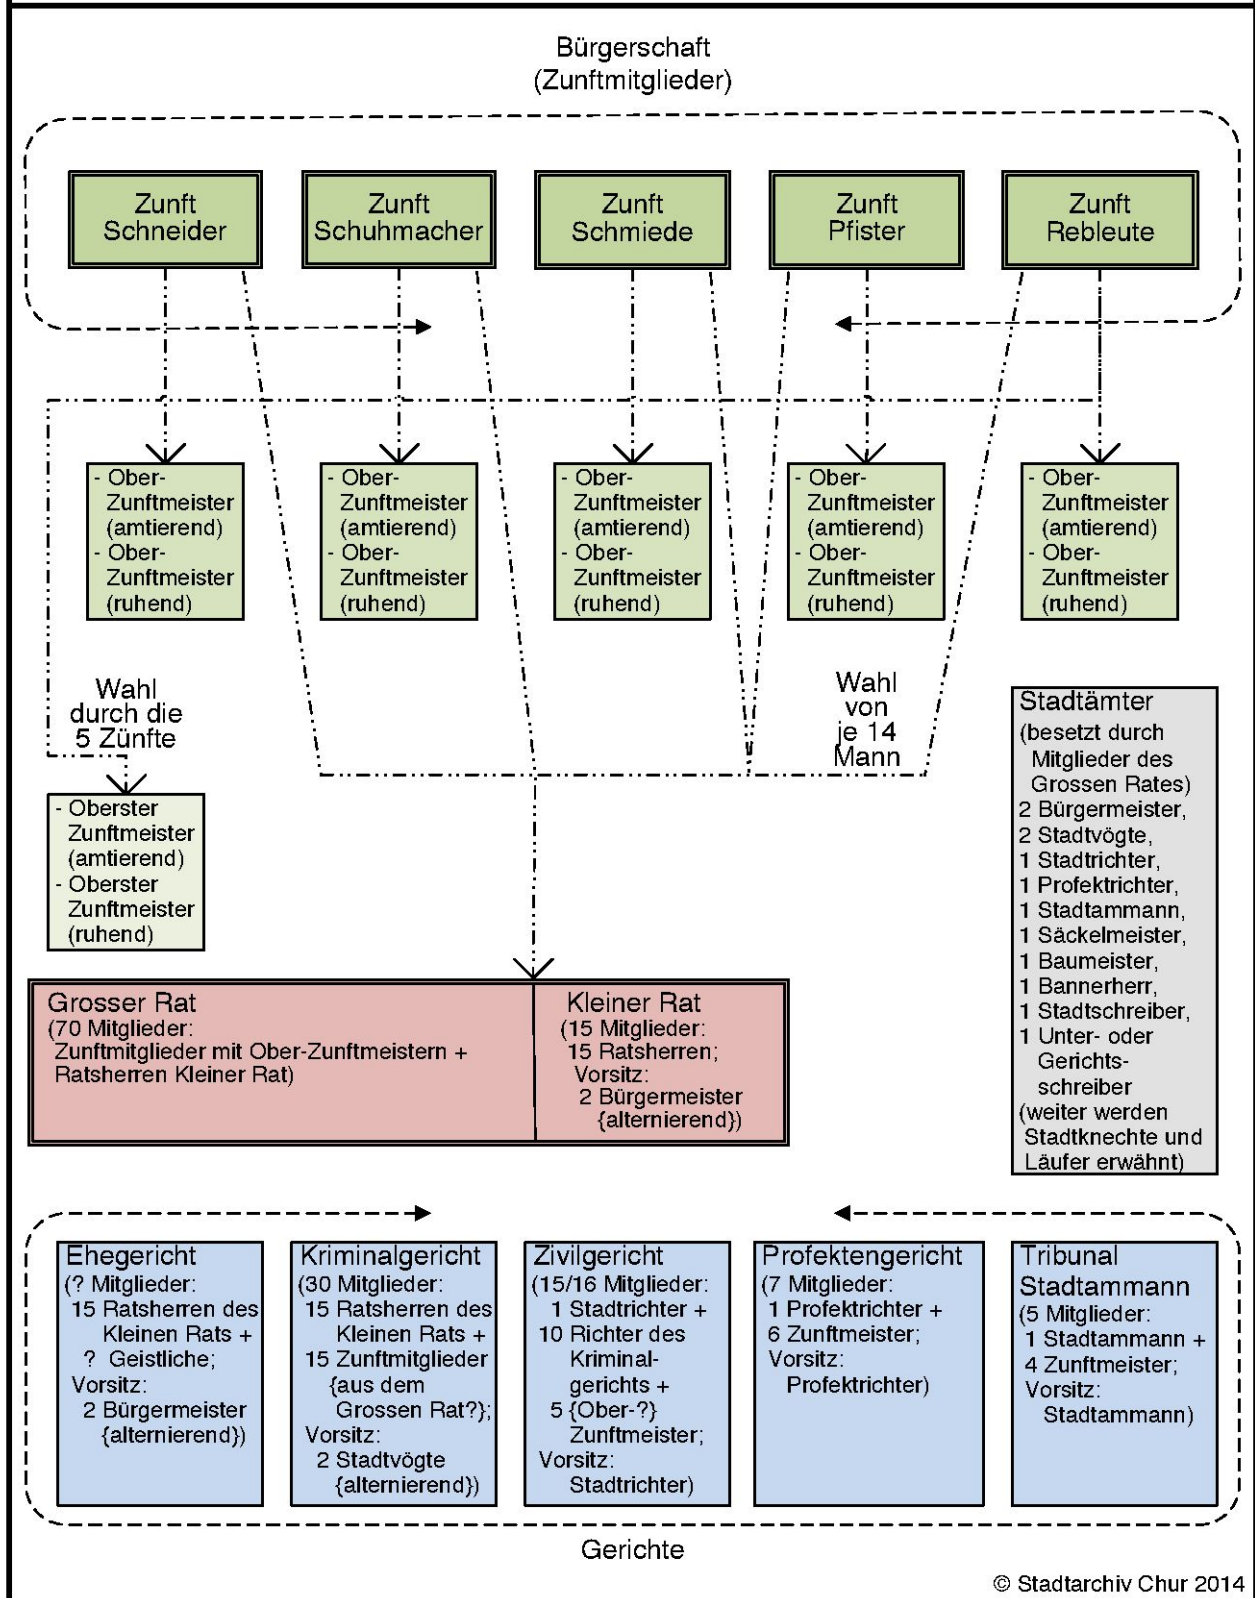 Bürgerschaft
(Zunftmitglieder)
Zunft
Schneider
Zunft
Schuhmacher
Zunft
Schmiede
Zunft
Pfister
Zunft
Rebleute
- Ober-
Zunftmeister
(amtierend)
- Ober-
Zunftmeister
(ruhend)
- Ober-
Zunftmeister
(amtierend)
- Ober-
Zunftmeister
(ruhend)
- Ober-
Zunftmeister
(amtierend)
- Ober-
Zunftmeister
(ruhend)
- Ober-
Zunftmeister
(amtierend)
- Ober-
Zunftmeister
(ruhend)
- Ober-
Zunftmeister
(amtierend)
- Ober-
Zunftmeister
(ruhend)
Wahl
durch die
5 Zünfte
Wahl
von
je 14
Mann
- Oberster
Zunftmeister
(amtierend)
- Oberster
Zunftmeister
(ruhend)
Stadtämter
(besetzt durch
Mitglieder des
Grossen Rates)
2 Bürgermeister,
2 Stadtvögte,
1 Stadtrichter,
1 Profektrichter,
1 Stadtammann,
1 Säckelmeister,
1 Baumeister,
1 Bannerherr,
1 Stadtschreiber,
1 Unter- oder
Gerichts-
schreiber
(weiter werden
Stadtknechte und
Läufer erwähnt)
Grosser Rat
(70 Mitglieder:
Zunftmitglieder mit Ober-Zunftmeistern +
Ratsherren Kleiner Rat)
Kleiner Rat
(15 Mitglieder:
15 Ratsherren;
Vorsitz:
2 Bürgermeister
{alternierend})
Ehegericht
(? Mitglieder:
15 Ratsherren des
Kleinen Rats +
? Geistliche;
Vorsitz:
2 Bürgermeister
{alternierend})
Kriminalgericht
(30 Mitglieder:
15 Ratsherren des
Kleinen Rats +
15 Zunftmitglieder
{aus dem
Grossen Rat?};
Vorsitz:
2 Stadtvögte
{alternierend})
Zivilgericht
(15/16 Mitglieder:
1 Stadtrichter +
10 Richter des
Kriminal-
gerichts +
5 {Ober-?}
Zunftmeister;
Vorsitz:
Stadtrichter)
Profektengericht
(7 Mitglieder:
1 Profektrichter +
6 Zunftmeister;
Vorsitz:
Profektrichter)
Tribunal
Stadtammann
(5 Mitglieder:
1 Stadtammann +
4 Zunftmeister;
Vorsitz:
Stadtammann)
Gerichte
© Stadtarchiv Chur 2014